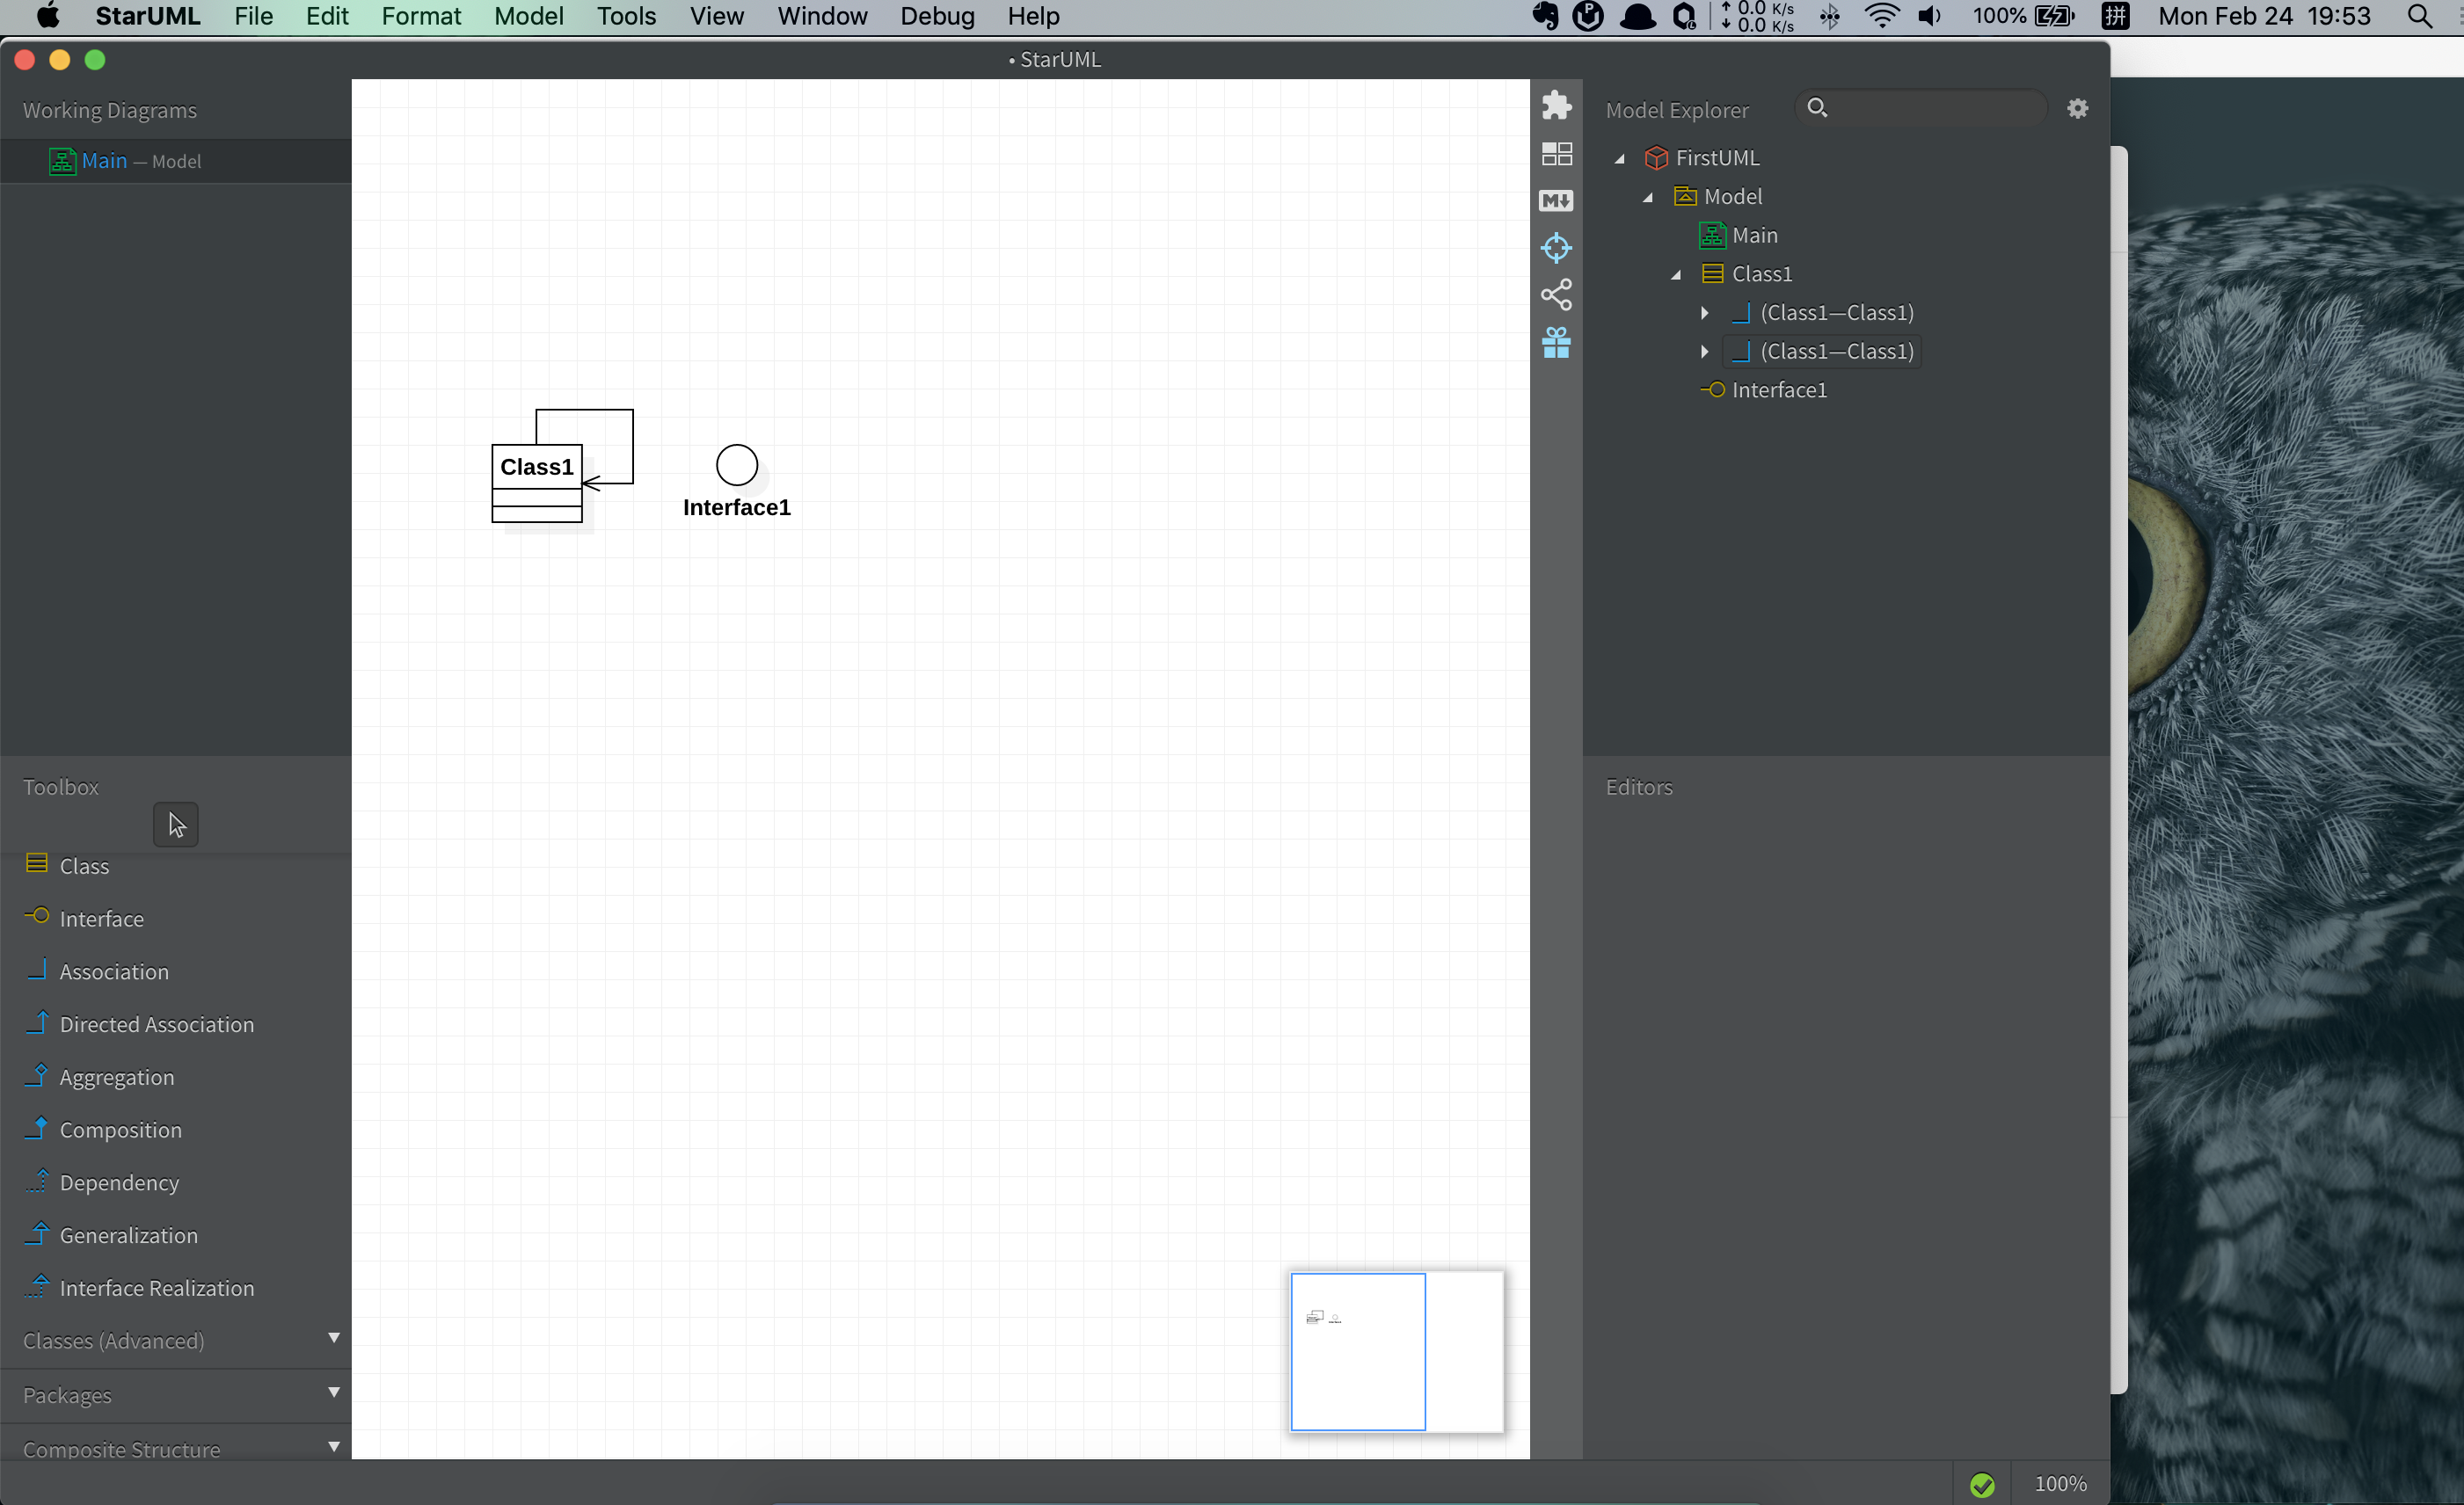 StarUML File Edit Format Model Tools View Window Debug Help 0.0 K/s 0.0 K/s 100% 拼 Mon Feb 24 19:53
• StarUML
Working Diagrams
Main — Model
Model Explorer
FirstUML
Model
Main
Class1
(Class1—Class1)
(Class1—Class1)
Interface1
Class1
Interface1
Toolbox
Class
Interface
Association
Directed Association
Aggregation
Composition
Dependency
Generalization
Interface Realization
Classes (Advanced)
Packages
Composite Structure
M
Editors
100%